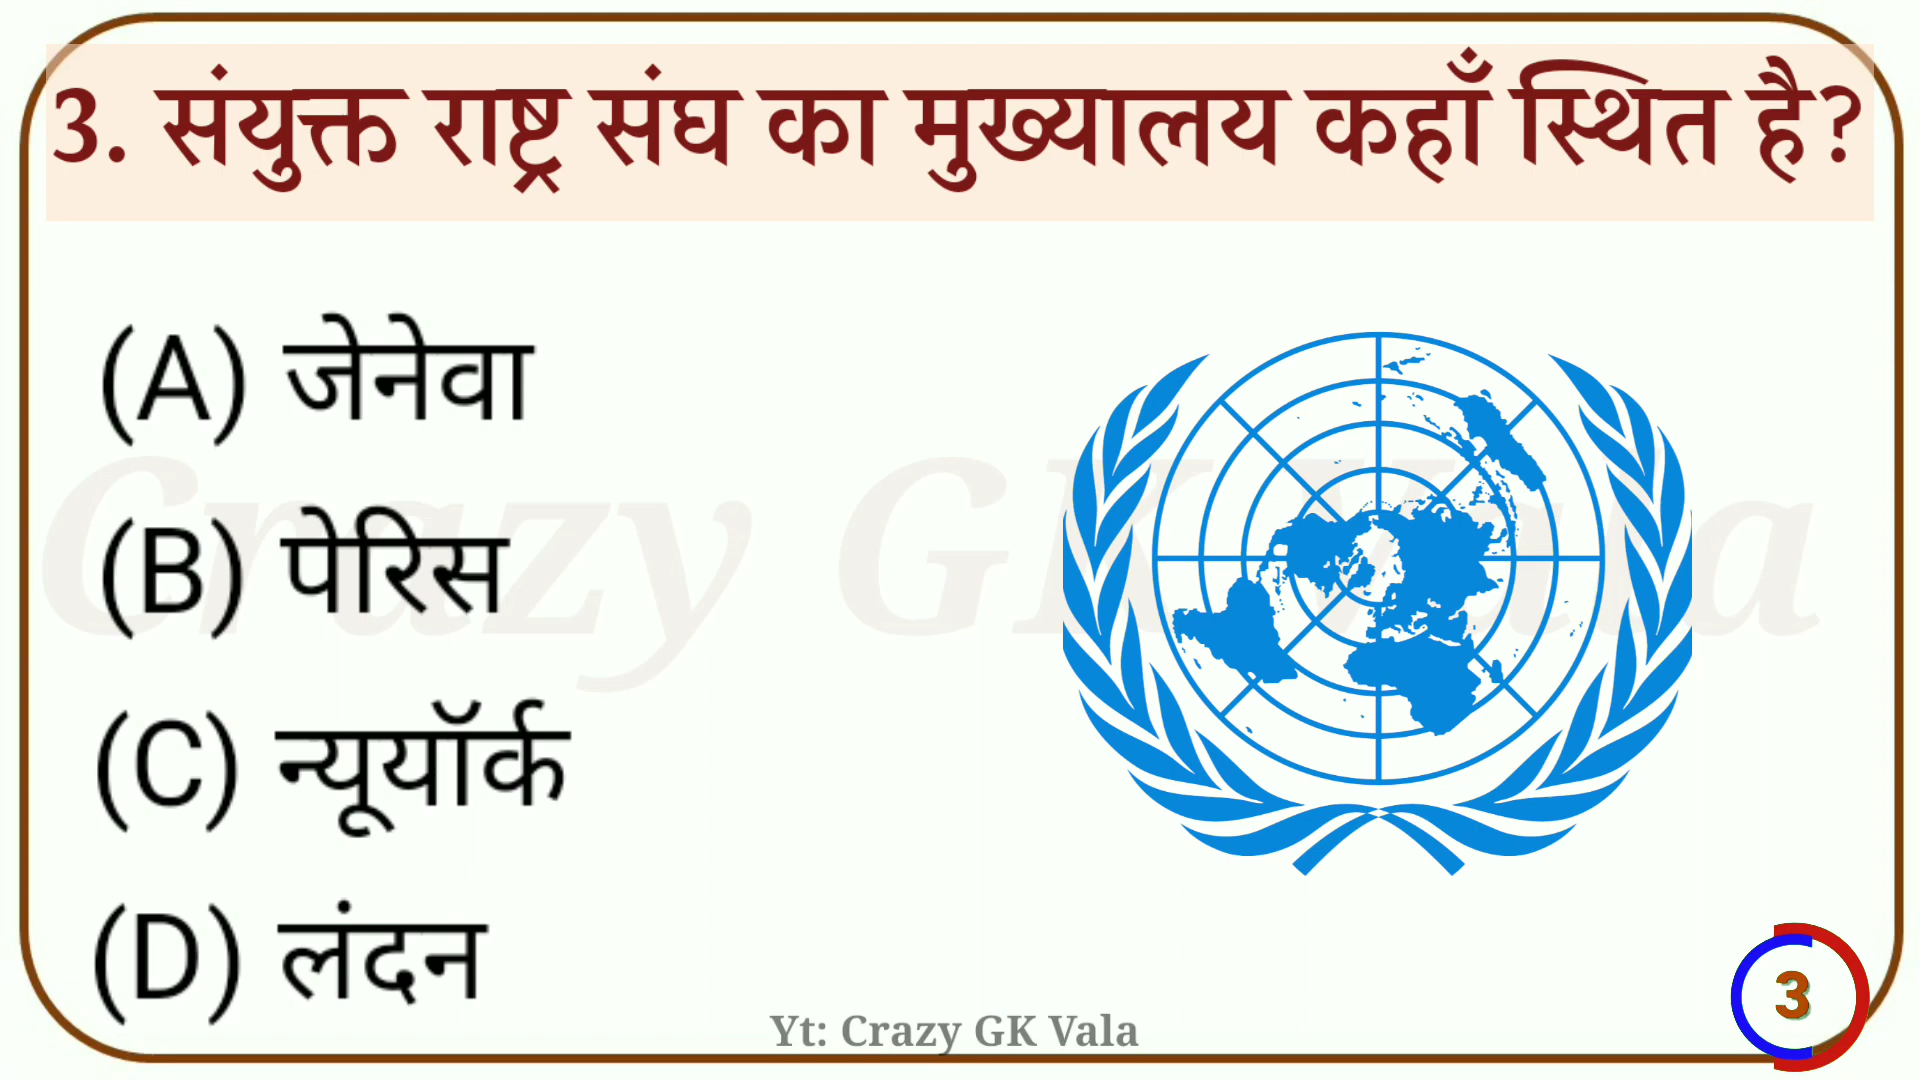 3. संयुक्त राष्ट्र संघ का मुख्यालय कहाँ स्थित है?
(A) जेनेवा
(B) पेरिस
(C) न्यूयॉर्क
(D) लंदन
Crazy GK Vala
Yt: Crazy GK Vala
3